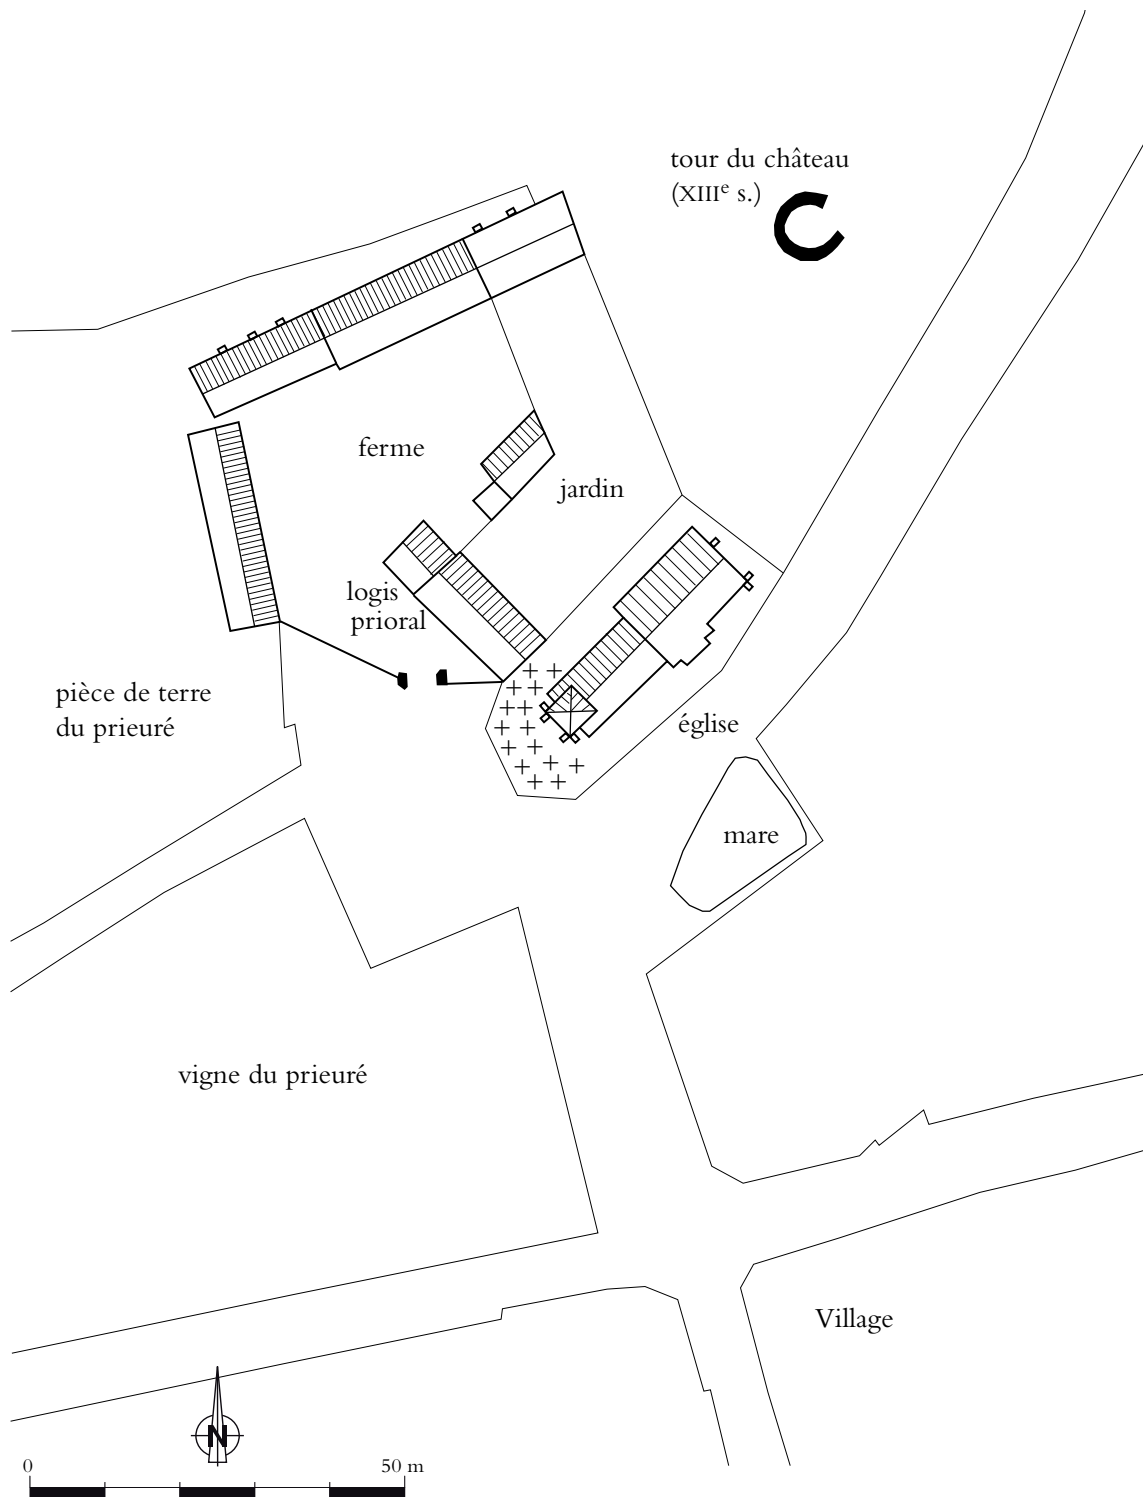 tour du château
(XIIIe s.)
ferme
jardin
logis
prioral
pièce de terre
du prieuré
église
mare
vigne du prieuré
Village
N
0 50 m